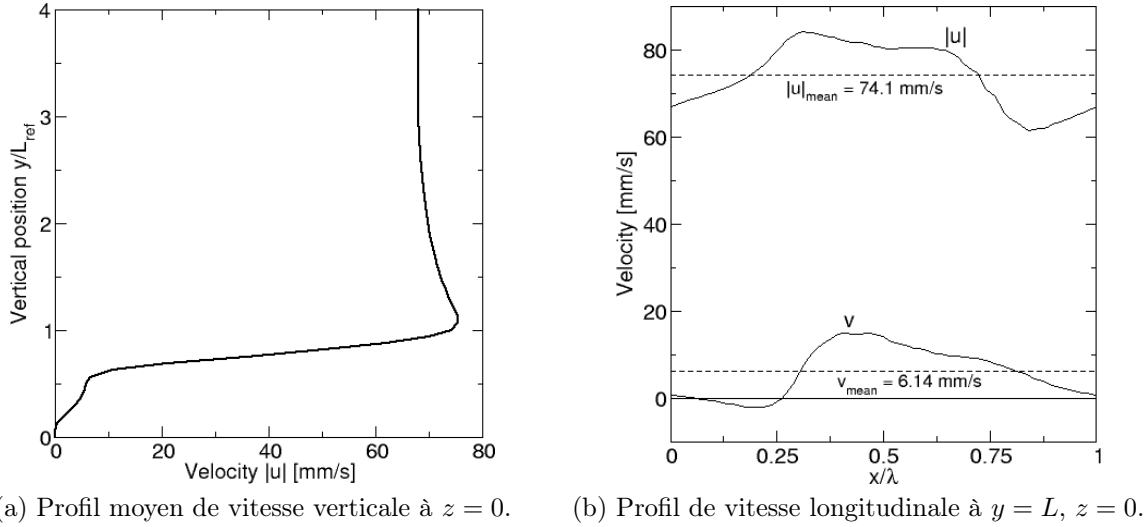 4
3
2
1
0
Vertical position y/L_ref
0 20 40 60 80
Velocity |u| [mm/s]
80
60
40
20
0
Velocity [mm/s]
|u|
|u|_mean = 74.1 mm/s
v
v_mean = 6.14 mm/s
0 0.25 0.5 0.75 1
x/λ
a) Profil moyen de vitesse verticale à z = 0.
(b) Profil de vitesse longitudinale à y = L, z = 0.